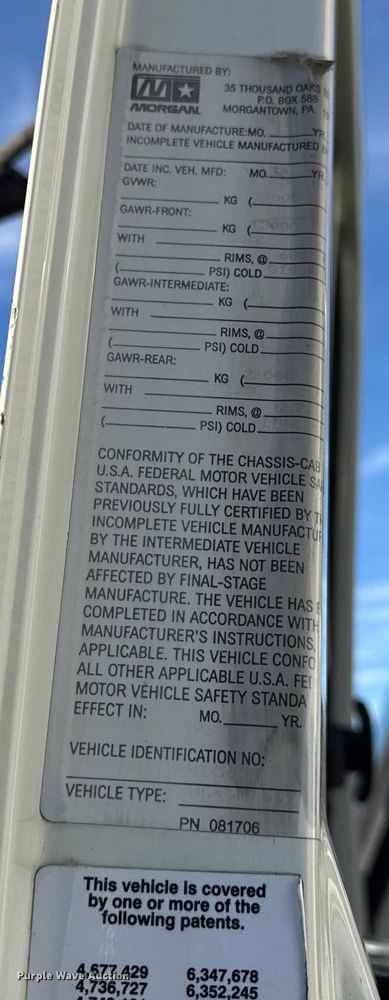 MANUFACTURED BY:
MORGAN
35 THOUSAND OAKS
P.O. BOX 588
MORGANTOWN, PA.
DATE OF MANUFACTURE:MO. YR.
INCOMPLETE VEHICLE MANUFACTURED
DATE INC. VEH. MFD: MO. YR
GVWR:
KG (
GAWR-FRONT:
KG (
WITH
RIMS, @
( PSI) COLD
GAWR-INTERMEDIATE:
KG (
WITH
RIMS, @
( PSI) COLD
GAWR-REAR:
KG (
WITH
RIMS, @
( PSI) COLD
CONFORMITY OF THE CHASSIS-CAB
U.S.A. FEDERAL MOTOR VEHICLE SA
STANDARDS, WHICH HAVE BEEN
PREVIOUSLY FULLY CERTIFIED BY TH
INCOMPLETE VEHICLE MANUFACTUR
BY THE INTERMEDIATE VEHICLE
MANUFACTURER, HAS NOT BEEN
AFFECTED BY FINAL-STAGE
MANUFACTURE. THE VEHICLE HAS B
COMPLETED IN ACCORDANCE WITH
MANUFACTURER'S INSTRUCTIONS,
APPLICABLE. THIS VEHICLE CONFO
ALL OTHER APPLICABLE U.S.A. FE
MOTOR VEHICLE SAFETY STANDA
EFFECT IN: MO. YR.
VEHICLE IDENTIFICATION NO:
VEHICLE TYPE:
PN 081706
This vehicle is covered
by one or more of the
following patents.
4,677,429 6,347,678
4,736,727 6,352,245
Purple Wave Auction